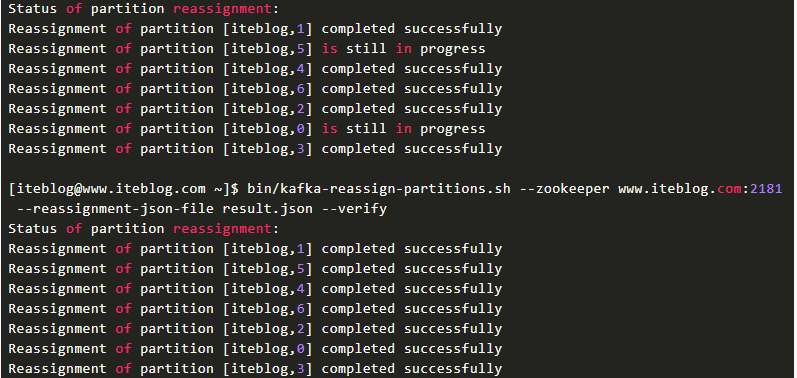 Status of partition reassignment:
Reassignment of partition [iteblog,1] completed successfully
Reassignment of partition [iteblog,5] is still in progress
Reassignment of partition [iteblog,4] completed successfully
Reassignment of partition [iteblog,6] completed successfully
Reassignment of partition [iteblog,2] completed successfully
Reassignment of partition [iteblog,0] is still in progress
Reassignment of partition [iteblog,3] completed successfully
[iteblog@www.iteblog.com ~]$ bin/kafka-reassign-partitions.sh --zookeeper www.iteblog.com:2181
--reassignment-json-file result.json --verify
Status of partition reassignment:
Reassignment of partition [iteblog,1] completed successfully
Reassignment of partition [iteblog,5] completed successfully
Reassignment of partition [iteblog,4] completed successfully
Reassignment of partition [iteblog,6] completed successfully
Reassignment of partition [iteblog,2] completed successfully
Reassignment of partition [iteblog,0] completed successfully
Reassignment of partition [iteblog,3] completed successfully